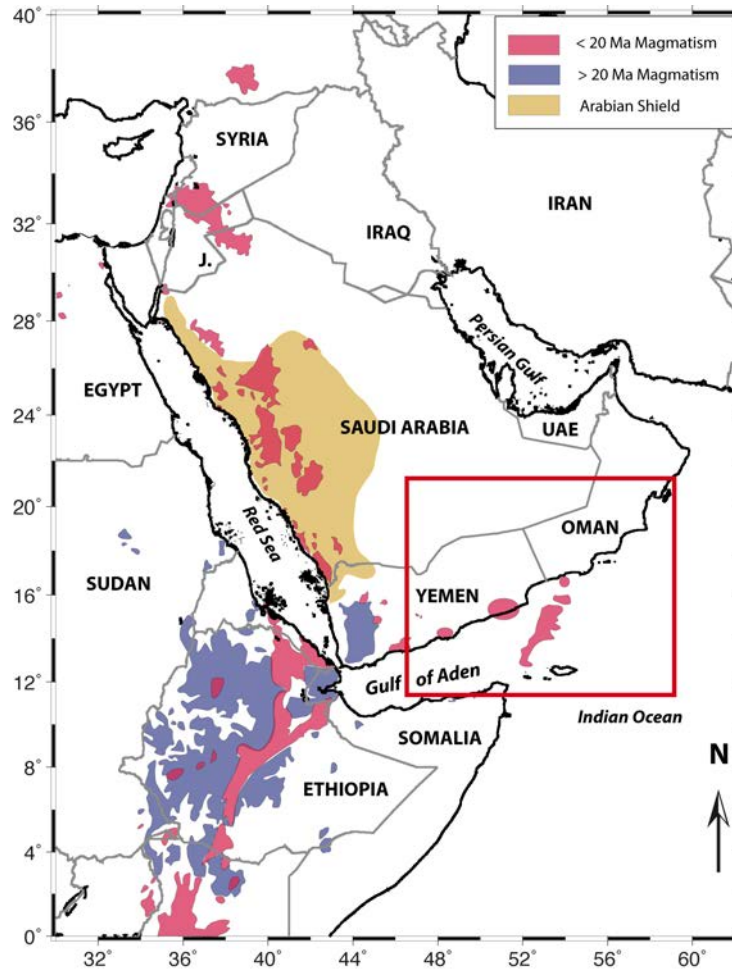 40°
36°
32°
28°
24°
20°
16°
12°
8°
4°
0°
32°
36°
40°
44°
48°
52°
56°
60°
< 20 Ma Magmatism
> 20 Ma Magmatism
Arabian Shield
SYRIA
IRAQ
IRAN
J.
Persian Gulf
EGYPT
SAUDI ARABIA
UAE
Red Sea
OMAN
SUDAN
YEMEN
Gulf of Aden
Indian Ocean
SOMALIA
ETHIOPIA
N